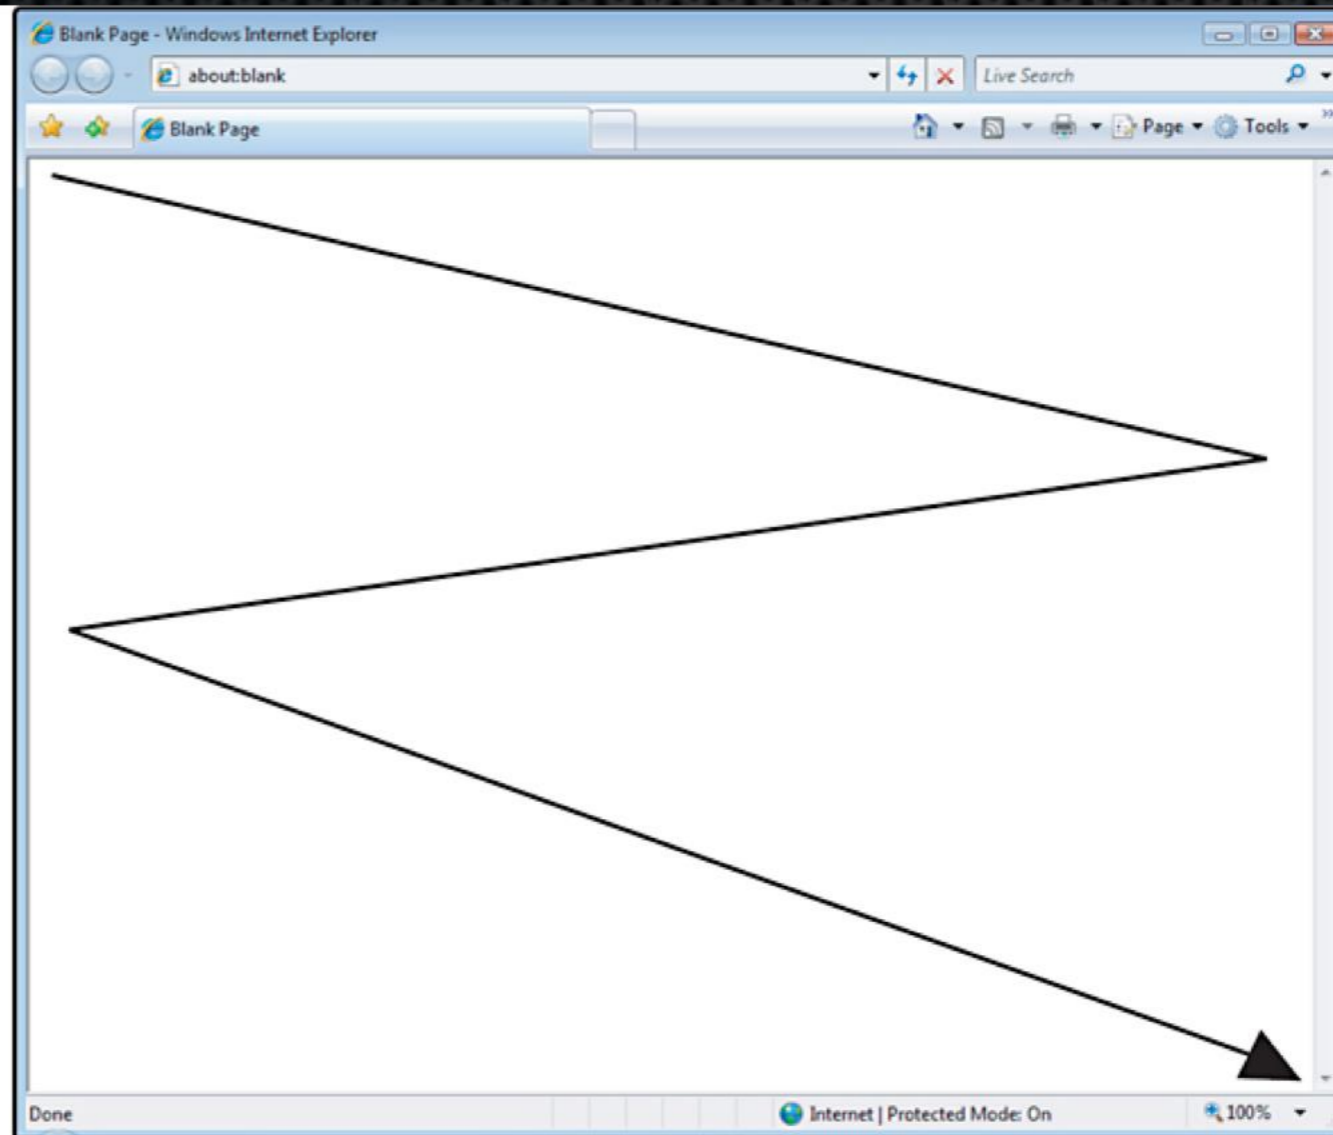 Blank Page - Windows Internet Explorer
about:blank Live Search
Blank Page Page Tools
Done Internet | Protected Mode: On 100%